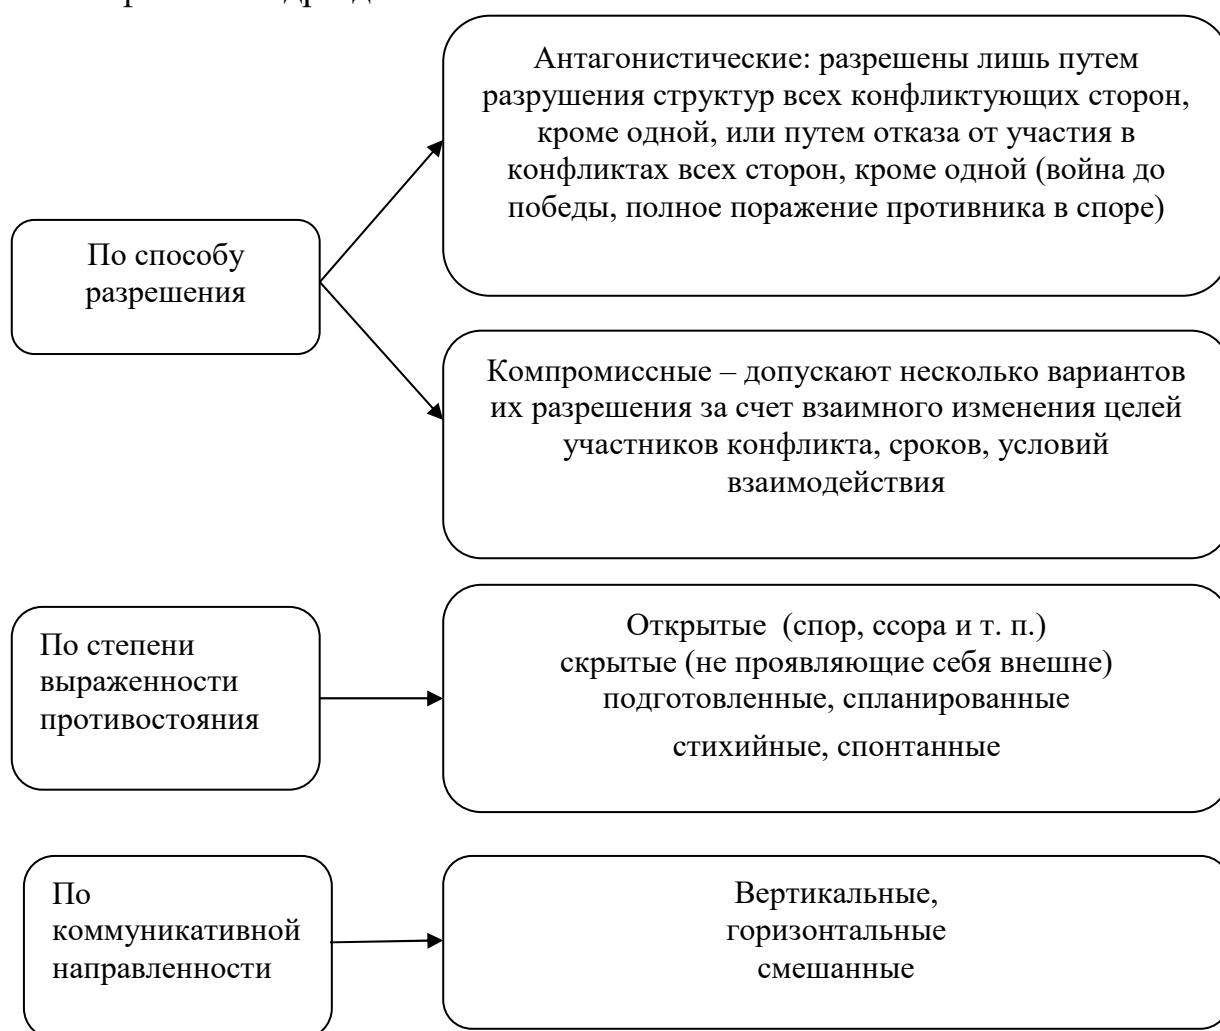 Антагонистические: разрешены лишь путем
разрушения структур всех конфликтующих сторон,
кроме одной, или путем отказа от участия в
конфликтах всех сторон, кроме одной (война до
победы, полное поражение противника в споре)
По способу
разрешения
Компромиссные – допускают несколько вариантов
их разрешения за счет взаимного изменения целей
участников конфликта, сроков, условий
взаимодействия
По степени
выраженности
противостояния
Открытые (спор, ссора и т. п.)
скрытые (не проявляющие себя внешне)
подготовленные, спланированные
стихийные, спонтанные
По
коммуникативной
направленности
Вертикальные,
горизонтальные
смешанные